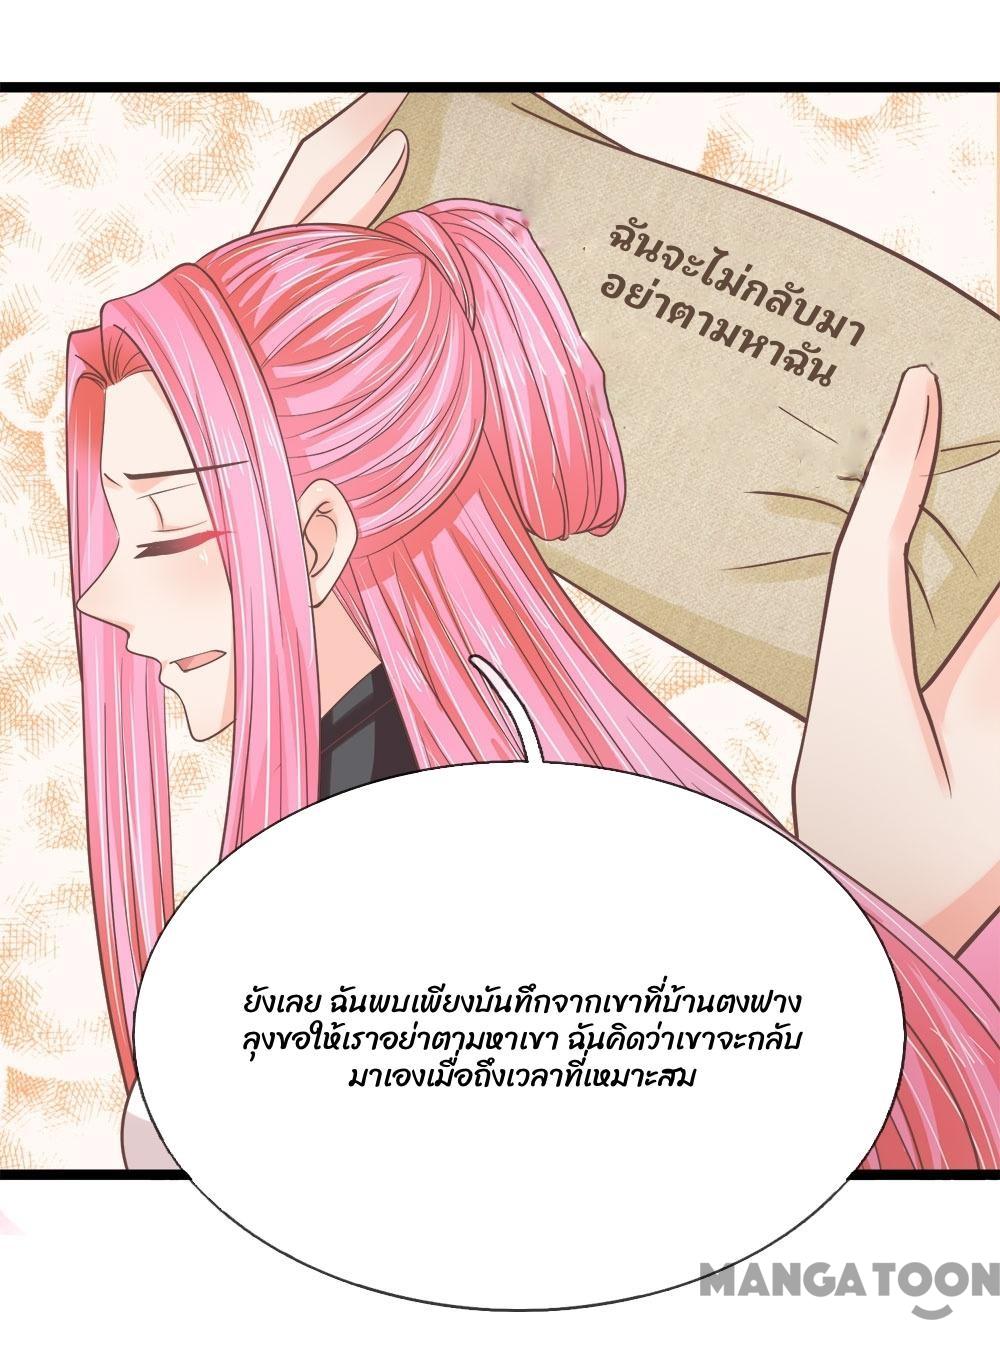 ฉันจะไม่กลับมา
อย่าตามหาฉัน
ยังเลย ฉันพบเพียงบันทึกจากเขาที่บ้านตงฟาง
ลุงขอให้เราอย่าตามหาเขา ฉันคิดว่าเขาจะกลับ
มาเองเมื่อถึงเวลาที่เหมาะสม
MANGATOON